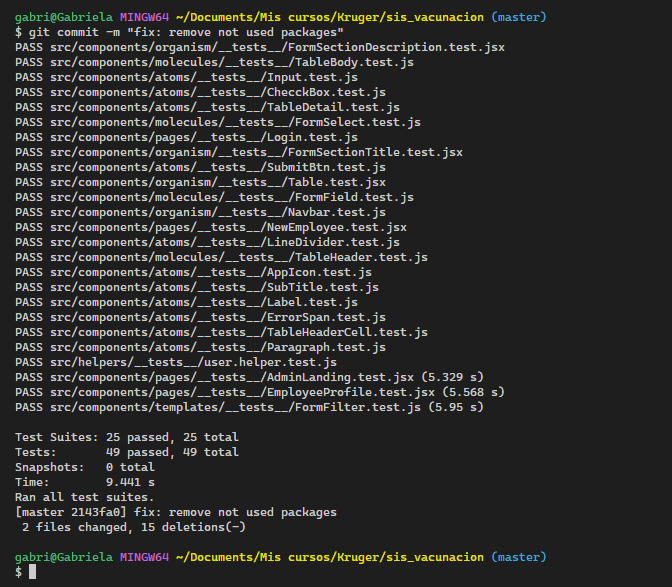 gabri@Gabriela MINGW64 ~/Documents/Mis cursos/Kruger/sis_vacunacion (master)
$ git commit -m "fix: remove not used packages"
PASS src/components/organism/__tests__/FormSectionDescription.test.jsx
PASS src/components/molecules/__tests__/TableBody.test.js
PASS src/components/atoms/__tests__/Input.test.js
PASS src/components/atoms/__tests__/ChecckBox.test.js
PASS src/components/atoms/__tests__/TableDetail.test.js
PASS src/components/molecules/__tests__/FormSelect.test.js
PASS src/components/pages/__tests__/Login.test.js
PASS src/components/organism/__tests__/FormSectionTitle.test.jsx
PASS src/components/atoms/__tests__/SubmitBtn.test.js
PASS src/components/organism/__tests__/Table.test.jsx
PASS src/components/molecules/__tests__/FormField.test.js
PASS src/components/organism/__tests__/Navbar.test.js
PASS src/components/pages/__tests__/NewEmployee.test.jsx
PASS src/components/atoms/__tests__/LineDivider.test.js
PASS src/components/molecules/__tests__/TableHeader.test.js
PASS src/components/atoms/__tests__/AppIcon.test.js
PASS src/components/atoms/__tests__/SubTitle.test.js
PASS src/components/atoms/__tests__/Label.test.js
PASS src/components/atoms/__tests__/ErrorSpan.test.js
PASS src/components/atoms/__tests__/TableHeaderCell.test.js
PASS src/components/atoms/__tests__/Paragraph.test.js
PASS src/helpers/__tests__/user.helper.test.js
PASS src/components/pages/__tests__/AdminLanding.test.jsx (5.329 s)
PASS src/components/pages/__tests__/EmployeeProfile.test.jsx (5.568 s)
PASS src/components/templates/__tests__/FormFilter.test.js (5.95 s)
Test Suites: 25 passed, 25 total
Tests:       49 passed, 49 total
Snapshots:   0 total
Time:        9.441 s
Ran all test suites.
[master 2143fa0] fix: remove not used packages
 2 files changed, 15 deletions(-)
gabri@Gabriela MINGW64 ~/Documents/Mis cursos/Kruger/sis_vacunacion (master)
$